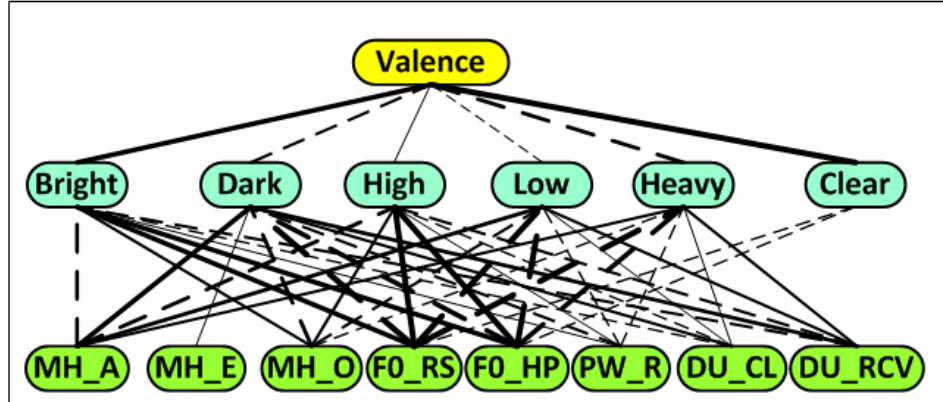 Valence
Bright Dark High Low Heavy Clear
MH_A MH_E MH_O F0_RS F0_HP PW_R DU_CL DU_RCV